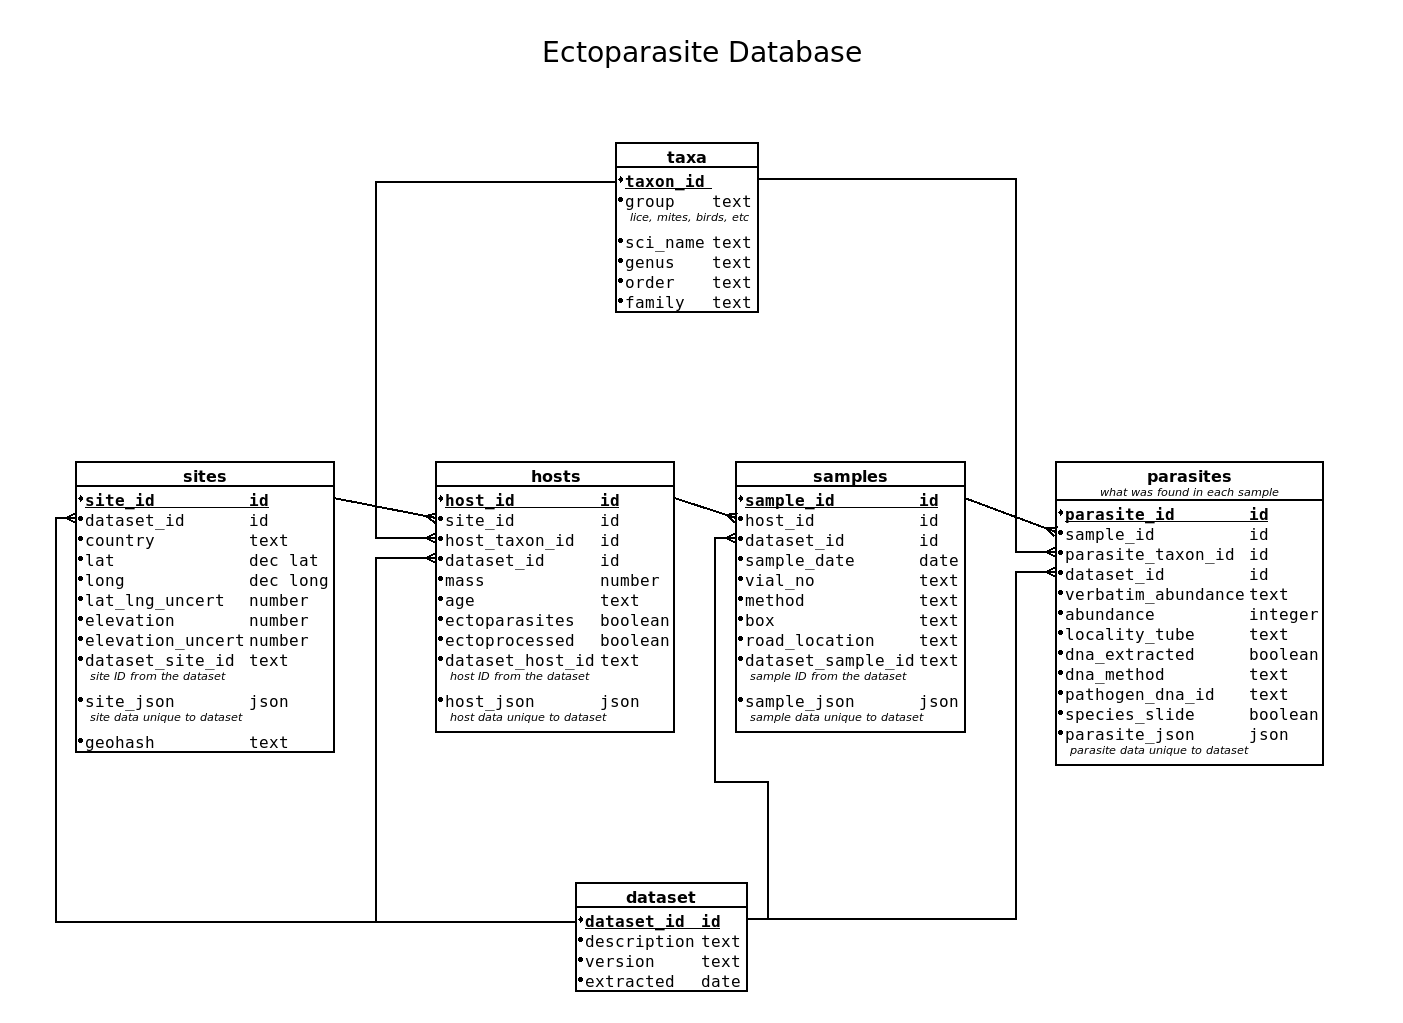 Ectoparasite Database
taxa
taxon_id
group text
lice, mites, birds, etc
sci_name text
genus text
order text
family text
sites
site_id id
dataset_id id
country text
lat dec lat
long dec long
lat_lng_uncert number
elevation number
elevation_uncert number
dataset_site_id text
site ID from the dataset
site_json json
site data unique to dataset
geohash text
hosts
host_id id
site_id id
host_taxon_id id
dataset_id id
mass number
age text
ectoparasites boolean
ectoprocessed boolean
dataset_host_id text
host ID from the dataset
host_json json
host data unique to dataset
samples
sample_id id
host_id id
dataset_id id
sample_date date
vial_no text
method text
box text
road_location text
dataset_sample_id text
sample ID from the dataset
sample_json json
sample data unique to dataset
parasites
what was found in each sample
parasite_id id
sample_id id
parasite_taxon_id id
dataset_id id
verbatim_abundance text
abundance integer
locality_tube text
dna_extracted boolean
dna_method text
pathogen_dna_id text
species_slide boolean
parasite_json json
parasite data unique to dataset
dataset
dataset_id id
description text
version text
extracted date